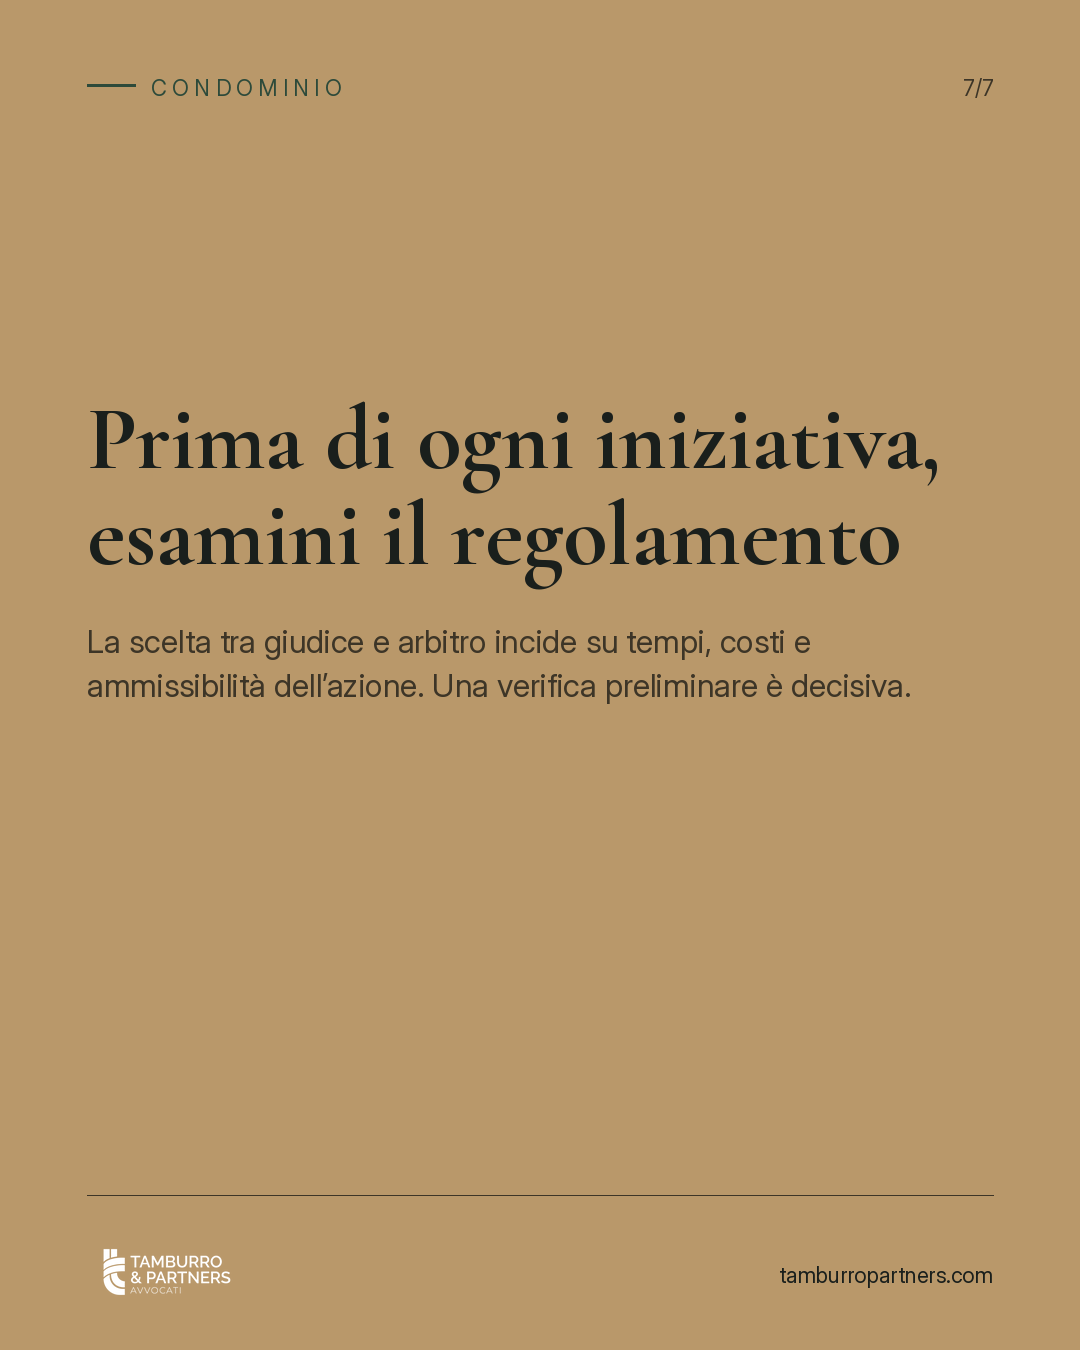 CONDOMINIO
7/7
Prima di ogni iniziativa,
esamini il regolamento
La scelta tra giudice e arbitro incide su tempi, costi e
ammissibilità dell’azione. Una verifica preliminare è decisiva.
TAMBURRO
& PARTNERS
AVVOCATI
tamburropartners.com